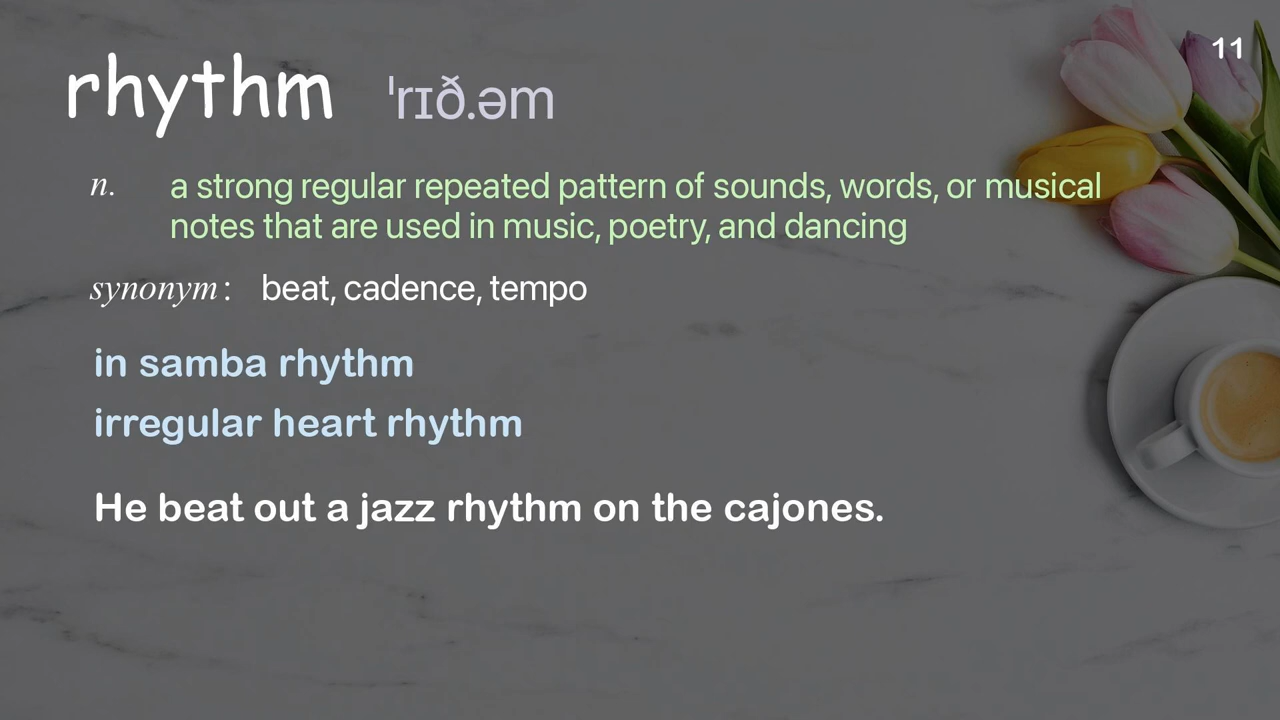 11
rhythm ˈrɪð.əm
n. a strong regular repeated pattern of sounds, words, or musical
notes that are used in music, poetry, and dancing
synonym: beat, cadence, tempo
in samba rhythm
irregular heart rhythm
He beat out a jazz rhythm on the cajones.